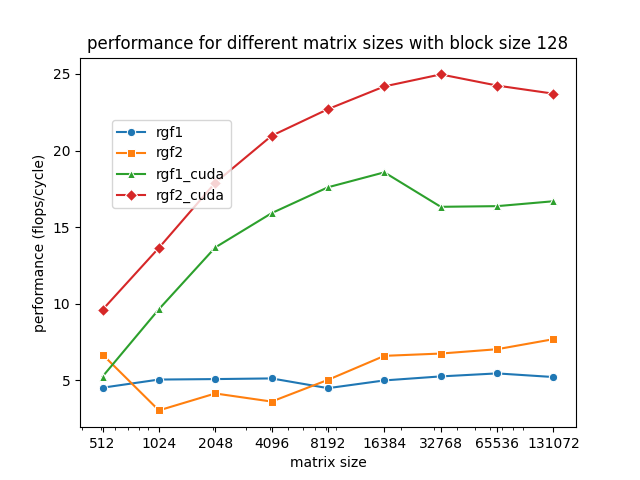 performance for different matrix sizes with block size 128
25
20
15
10
5
performance (flops/cycle)
rgf1
rgf2
rgf1_cuda
rgf2_cuda
512 1024 2048 4096 8192 16384 32768 65536 131072
matrix size